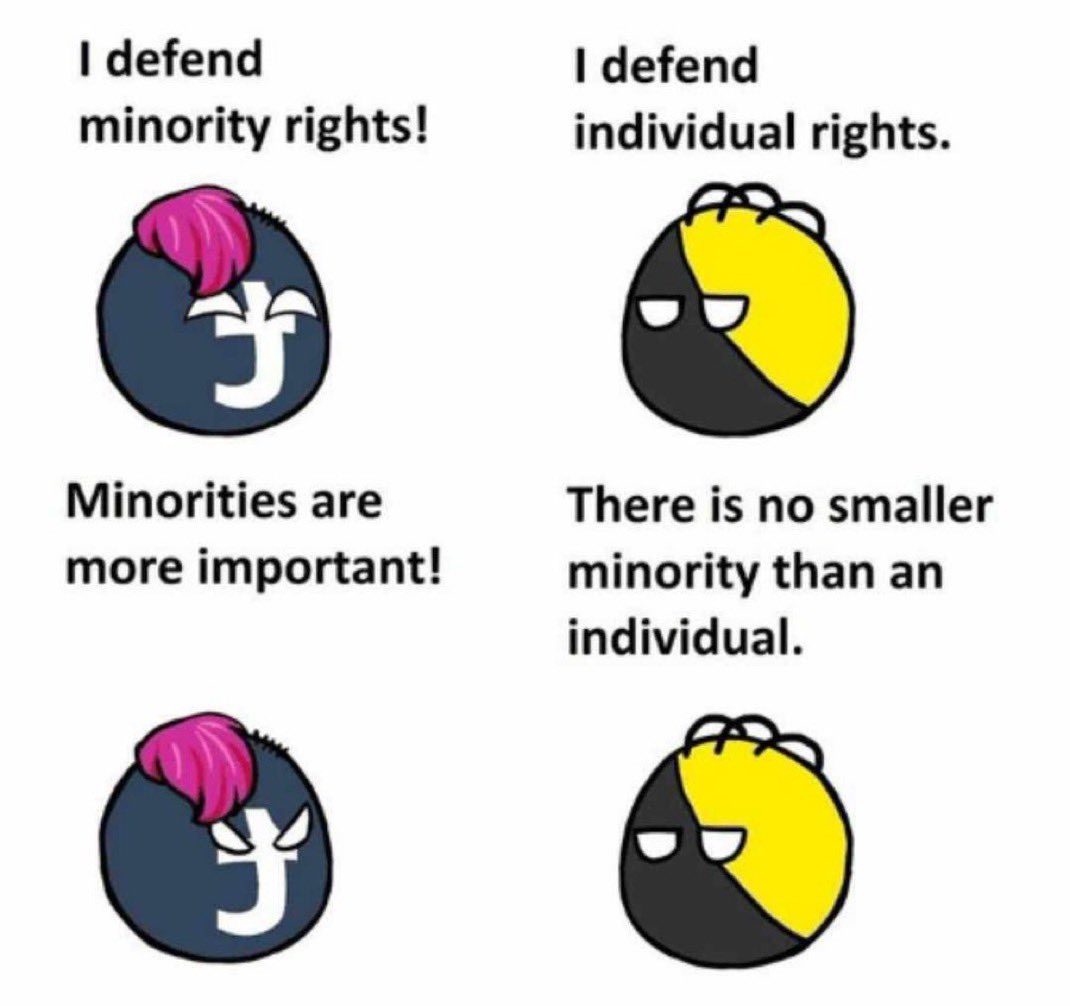 I defend
minority rights!
I defend
individual rights.
Minorities are
more important!
There is no smaller
minority than an
individual.